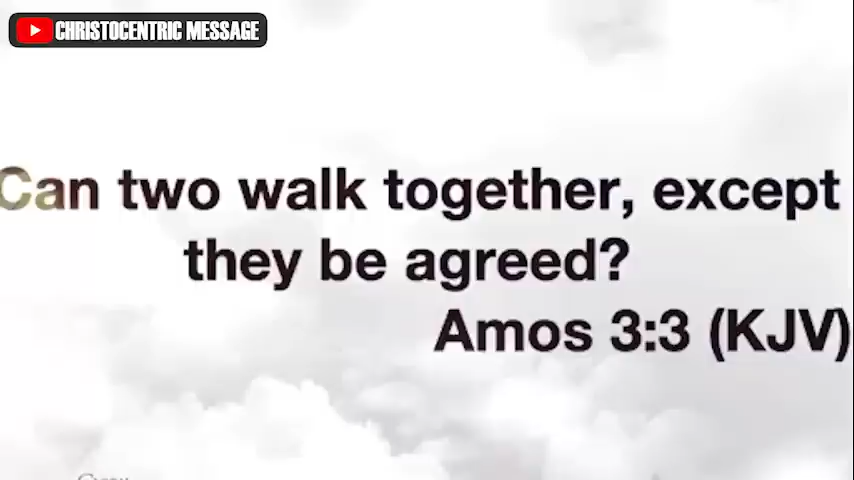 CHRISTOCENTRIC MESSAGE
Can two walk together, except
they be agreed?
Amos 3:3 (KJV)